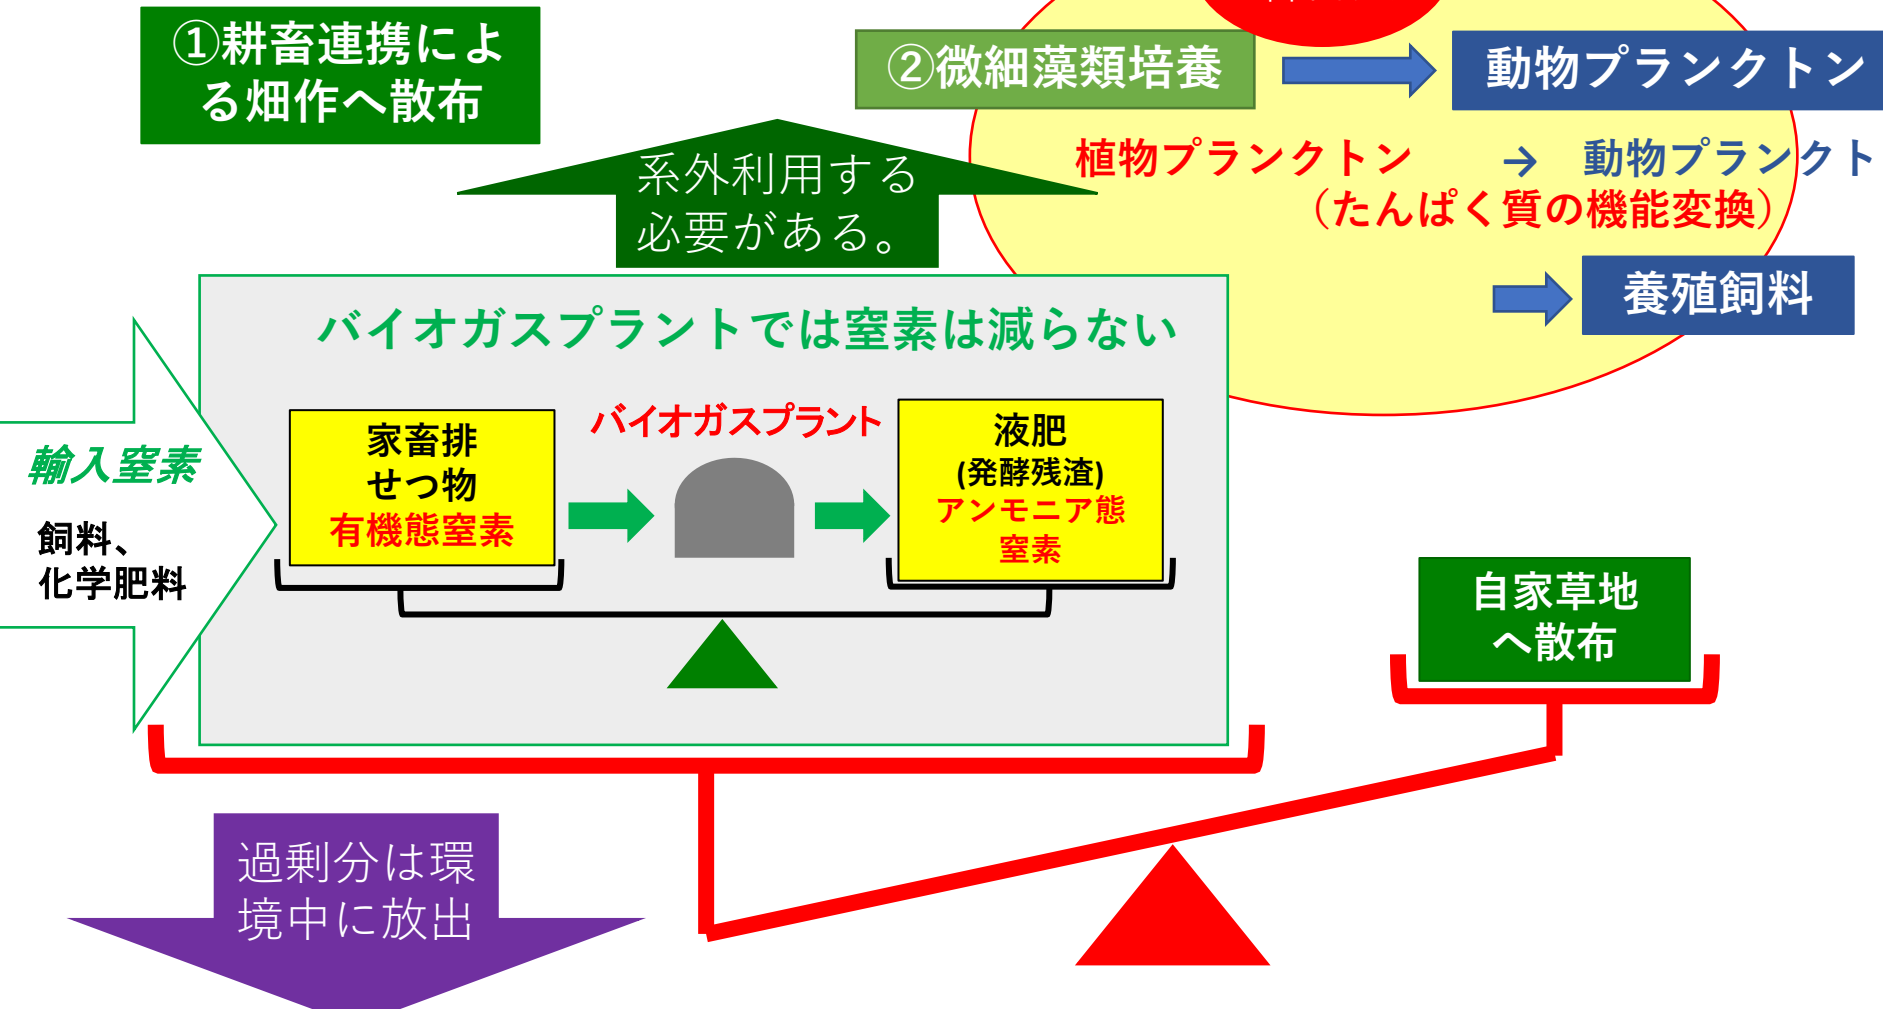 ①耕畜連携によ
る畑作へ散布
②微細藻類培養
動物プランクトン
植物プランクトン → 動物プランクト
（たんぱく質の機能変換）
養殖飼料
系外利用する
必要がある。
バイオガスプラントでは窒素は減らない
輸入窒素
飼料、
化学肥料
家畜排
せつ物
有機態窒素
バイオガスプラント
液肥
(発酵残渣)
アンモニア態
窒素
自家草地
へ散布
過剰分は環
境中に放出